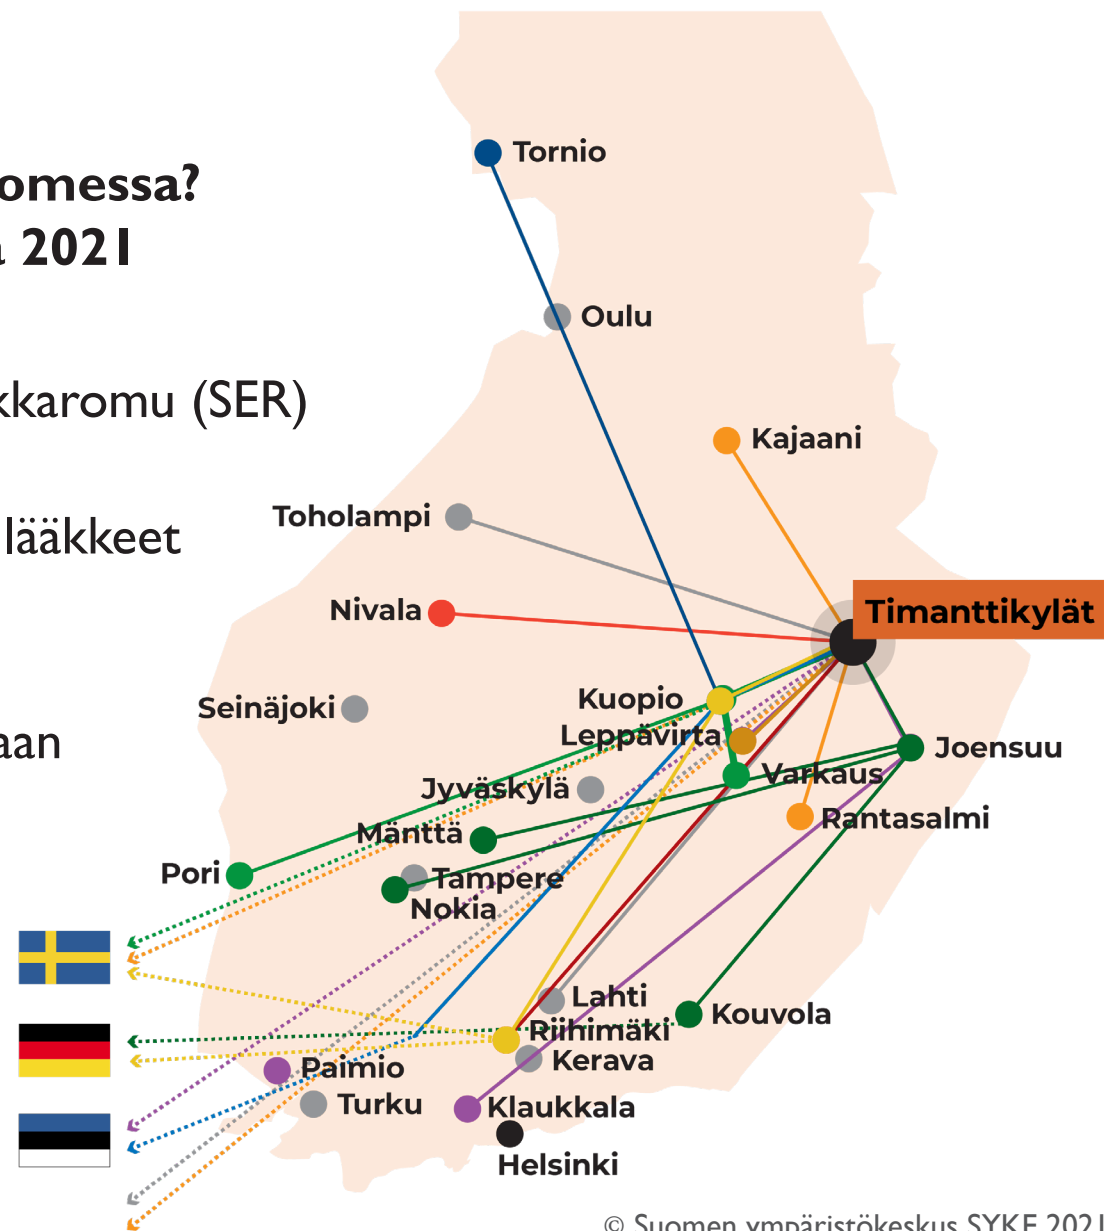 omessa?
a 2021
kkaromu (SER)
lääkkeet
aan
Tornio
Oulu
Kajaani
Toholampi
Timanttikylät
Nivala
Kuopio
Seinäjoki
Leppävirta
Joensuu
Varkaus
Jyväskylä
Rantasalmi
Mänttä
Pori
Tampere
Nokia
Lahti
Kouvola
Riihimäki
Kerava
Paimio
Turku
Klaukkala
Helsinki
© Suomen ympäristökeskus SYKE 2021